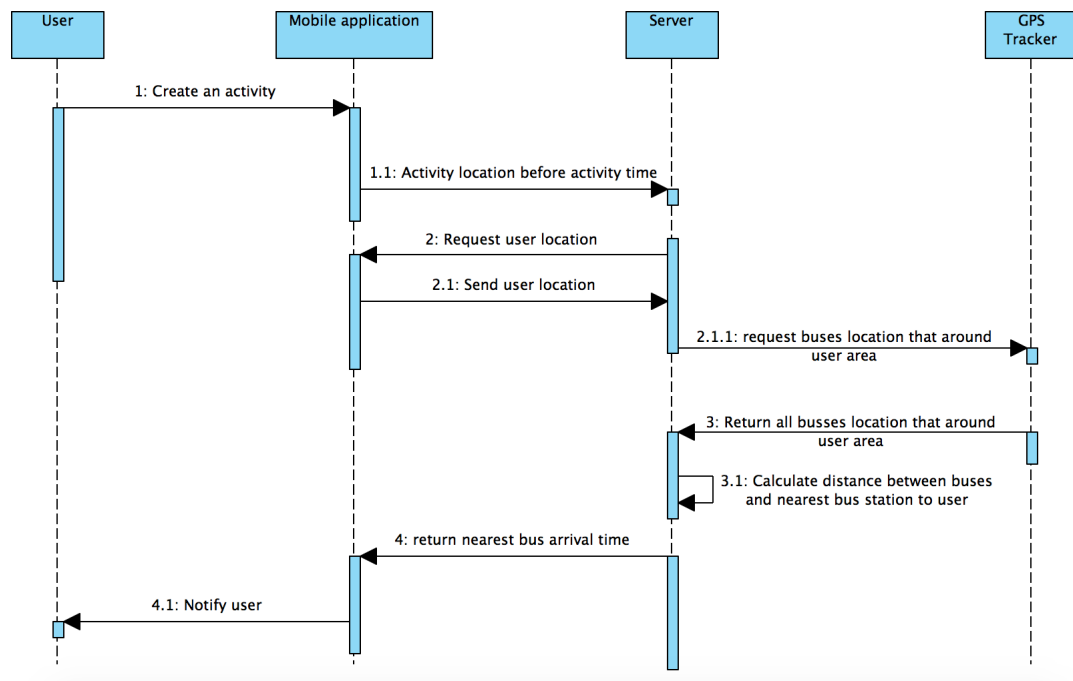 User
Mobile application
Server
GPS
Tracker
1: Create an activity
1.1: Activity location before activity time
2: Request user location
2.1: Send user location
2.1.1: request buses location that around
user area
3: Return all busses location that around
user area
3.1: Calculate distance between buses
and nearest bus station to user
4: return nearest bus arrival time
4.1: Notify user